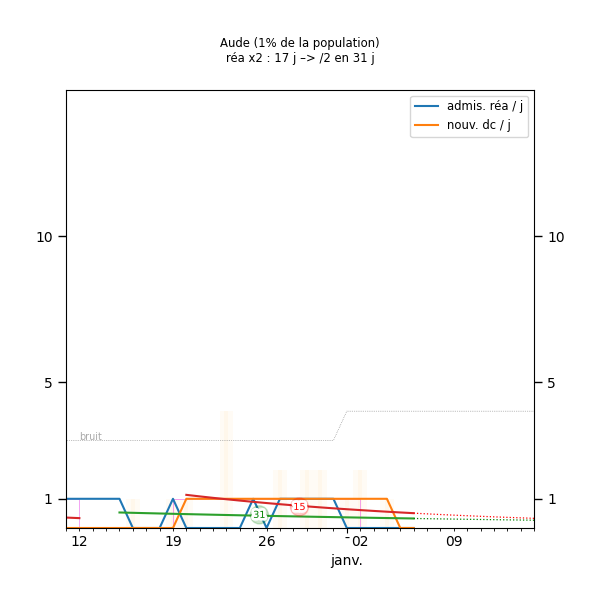 Aude (1% de la population)
réa x2 : 17 j –> /2 en 31 j
admis. réa / j
nouv. dc / j
10
10
5
5
bruit
1
1
15
31
12
19
26
02
09
janv.